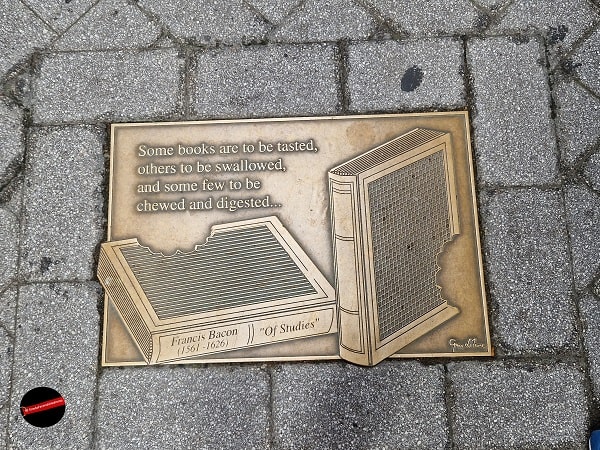 Some books are to be tasted,
others to be swallowed,
and some few to be
chewed and digested...
Francis Bacon
(1561-1626)
"Of Studies"